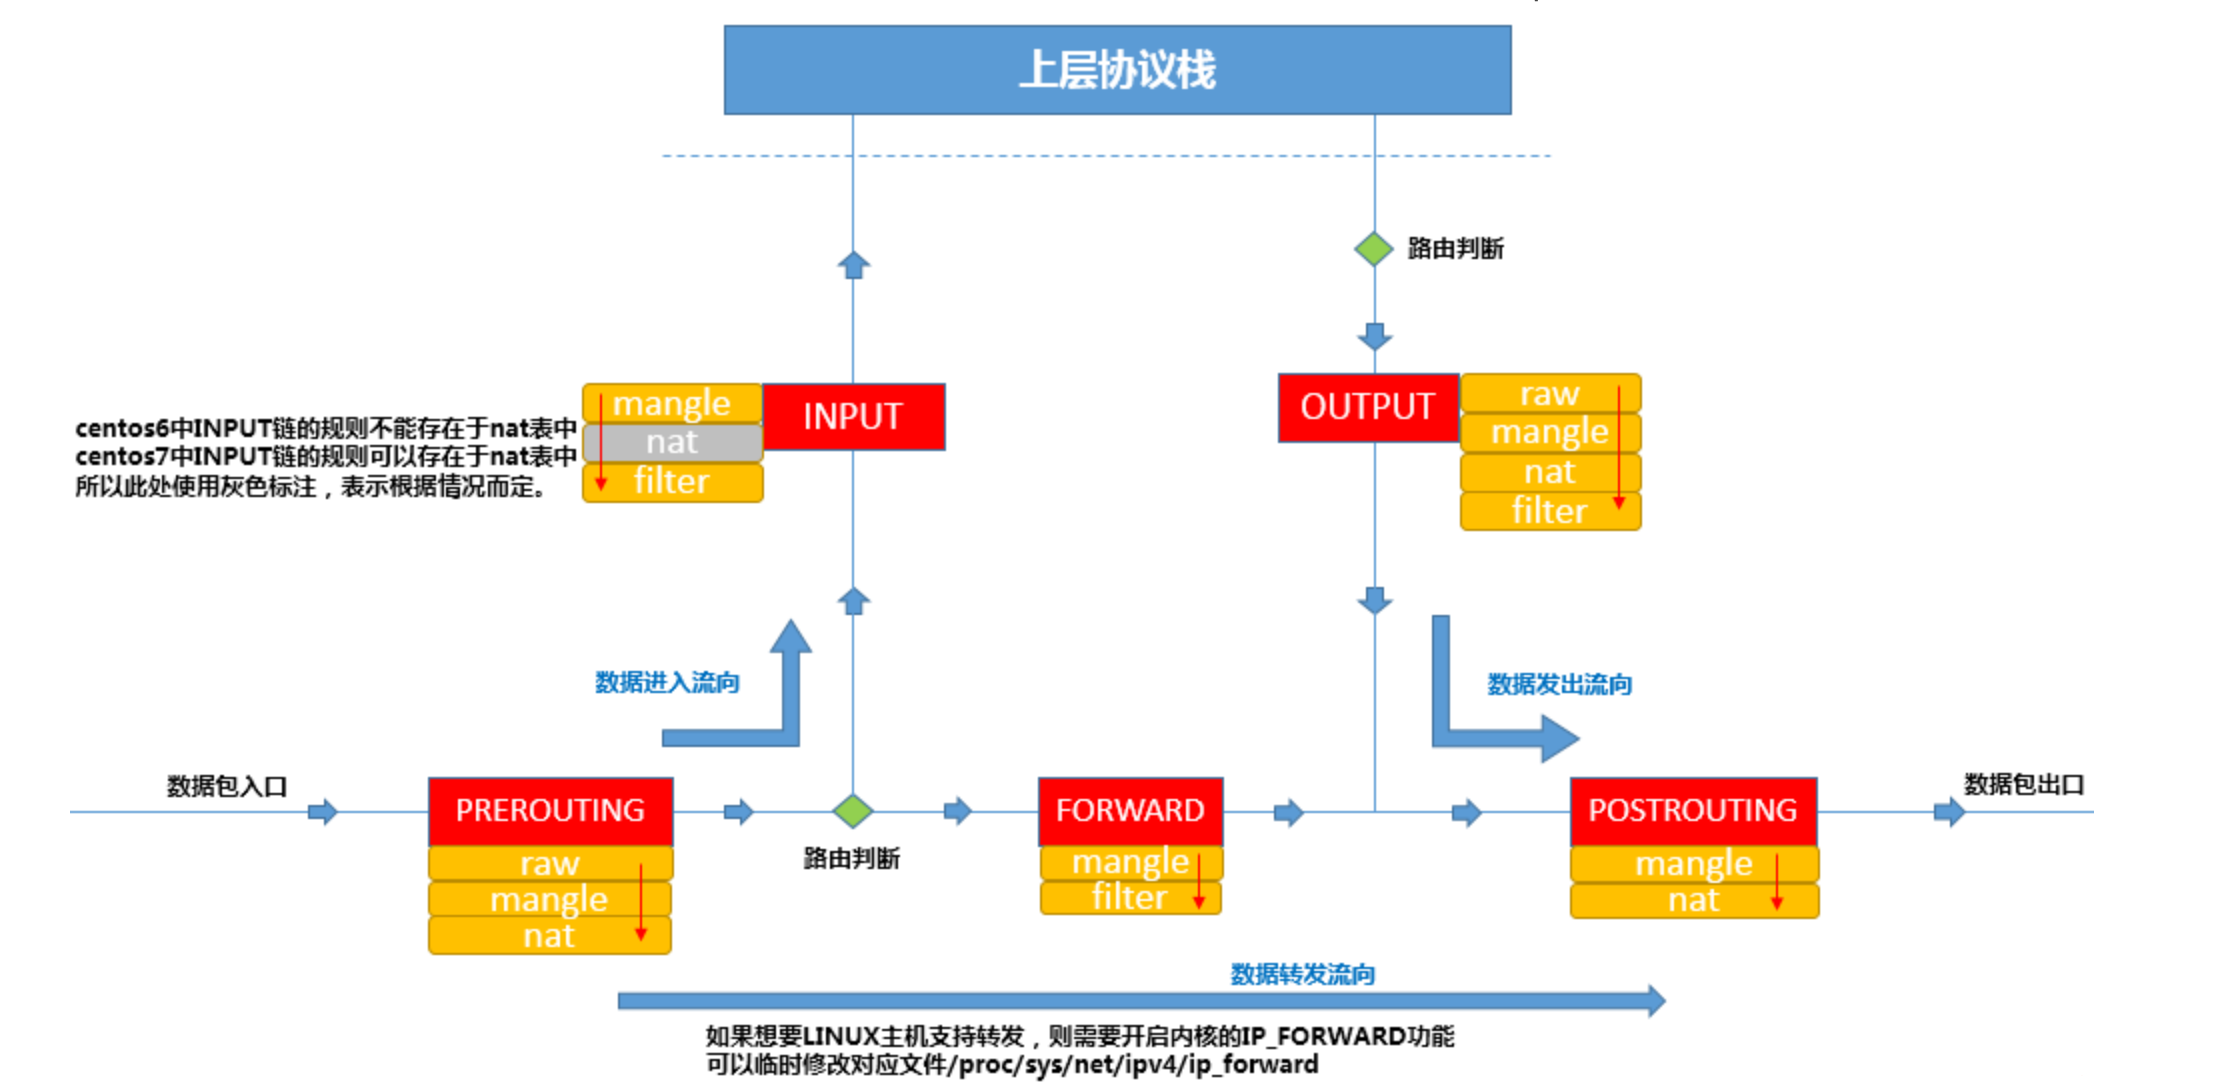 上层协议栈
路由判断
mangle
nat
filter
INPUT
OUTPUT
raw
mangle
nat
filter
centos6中INPUT链的规则不能存在于nat表中
centos7中INPUT链的规则可以存在于nat表中
所以此处使用灰色标注，表示根据情况而定。
数据进入流向
数据发出流向
数据包入口
PREROUTING
raw
mangle
nat
路由判断
FORWARD
mangle
filter
POSTROUTING
mangle
nat
数据包出口
数据转发流向
如果想要LINUX主机支持转发，则需要开启内核的IP_FORWARD功能
可以临时修改对应文件/proc/sys/net/ipv4/ip_forward